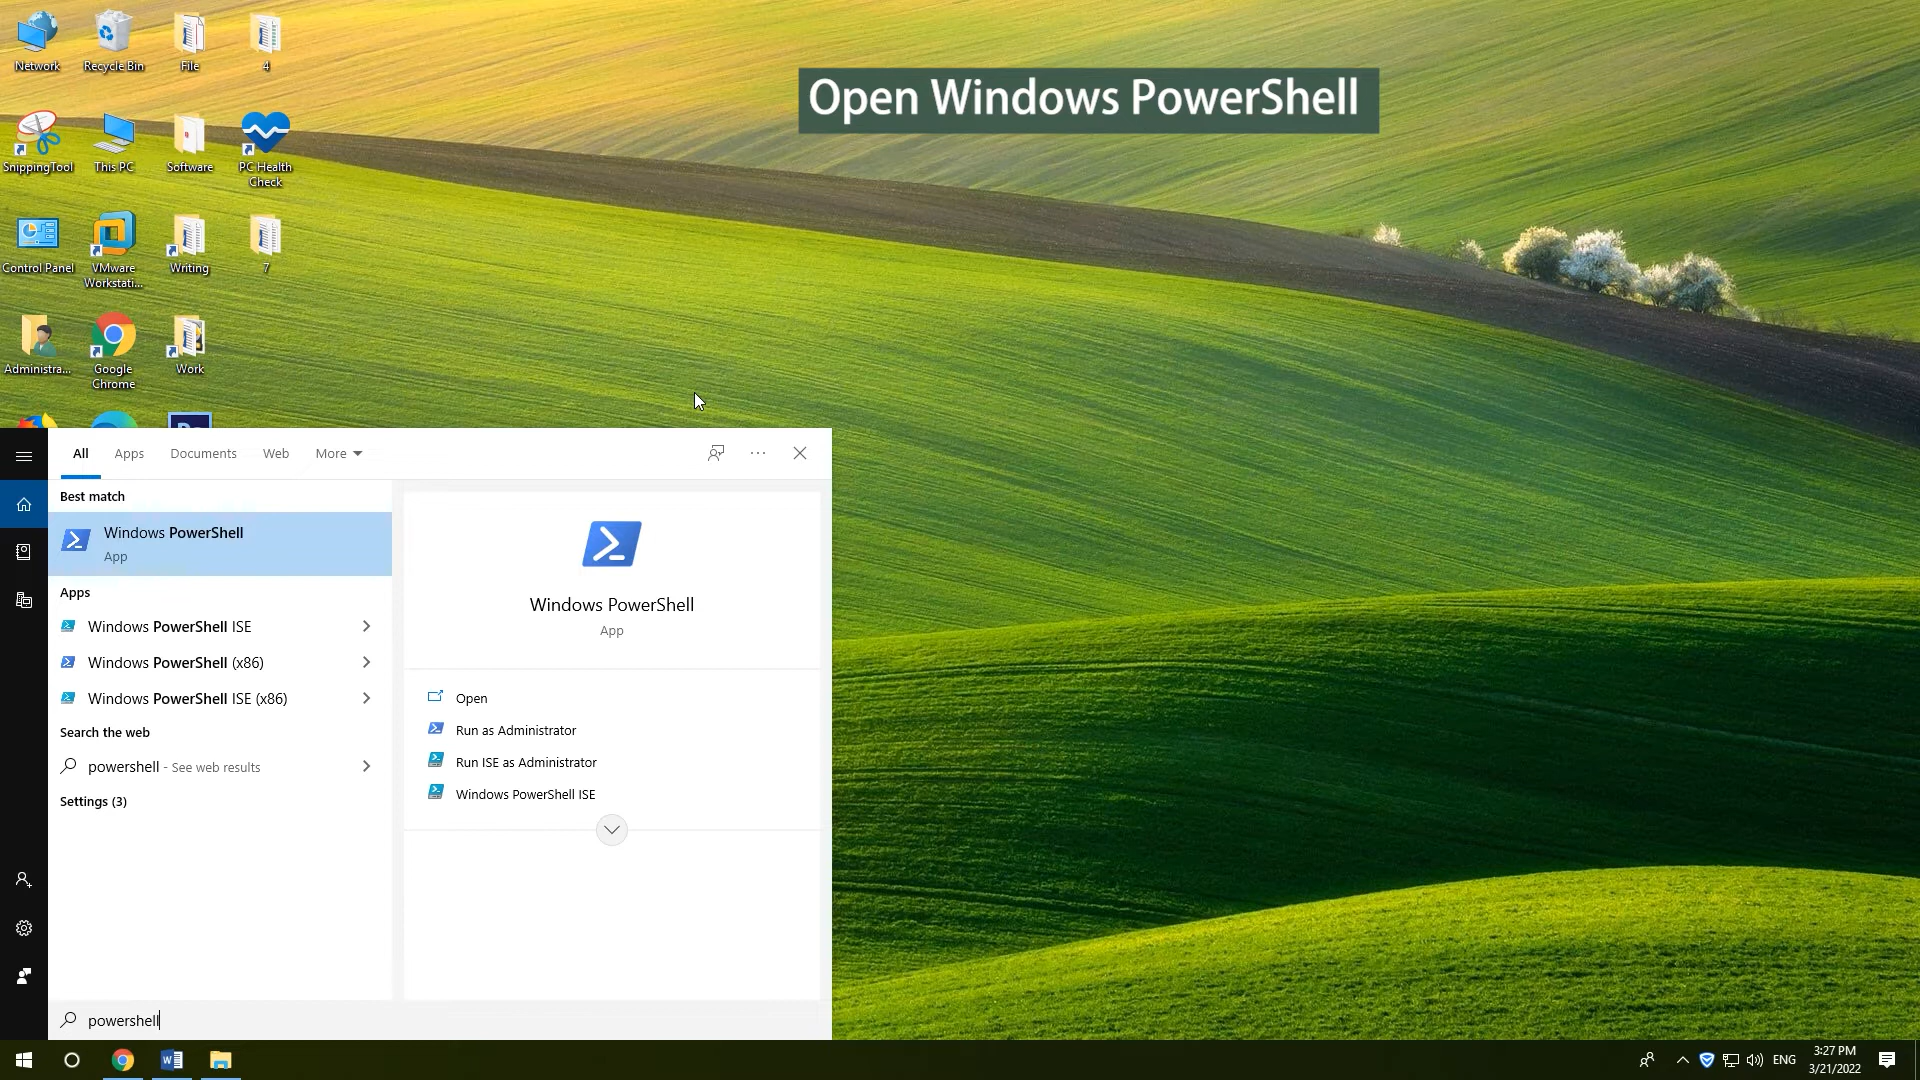 Open Windows PowerShell
Network
Recycle Bin
File
4
SnippingTool
This PC
Software
PC Health
Check
Control Panel
VMware
Workstati...
Writing
7
Administra...
Google
Chrome
Work
All
Apps
Documents
Web
More
Best match
Windows PowerShell
App
Apps
Windows PowerShell ISE
Windows PowerShell (x86)
Windows PowerShell ISE (x86)
Search the web
powershell - See web results
Settings (3)
Windows PowerShell
App
Open
Run as Administrator
Run ISE as Administrator
Windows PowerShell ISE
powershell
ENG
3:27 PM
3/21/2022